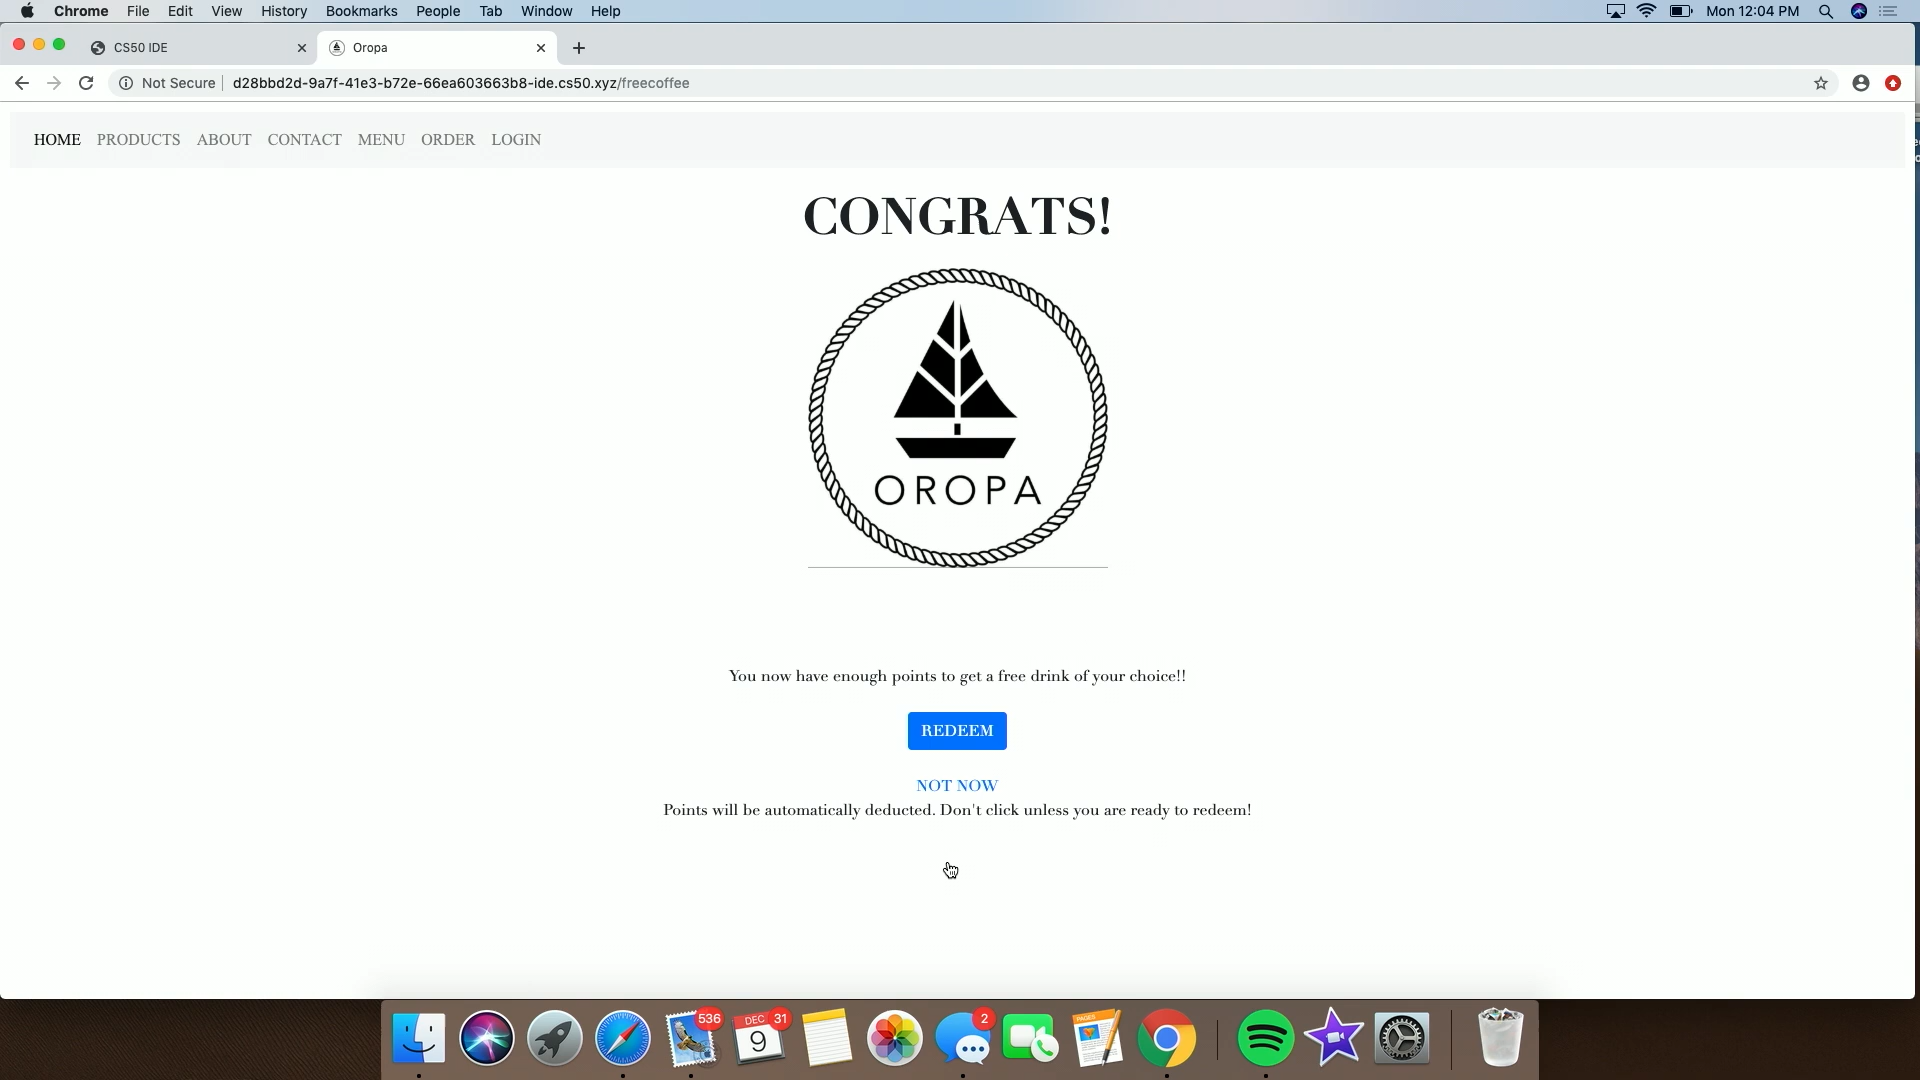 Chrome File Edit View History Bookmarks People Tab Window Help Mon 12:04 PM
CS50 IDE Oropa
Not Secure d28bbd2d-9a7f-41e3-b72e-66ea603663b8-ide.cs50.xyz/freecoffee
HOME PRODUCTS ABOUT CONTACT MENU ORDER LOGIN
CONGRATS!
OROPA
You now have enough points to get a free drink of your choice!!
REDEEM
NOT NOW
Points will be automatically deducted. Don't click unless you are ready to redeem!
536 DEC 31 2 PAGES
9